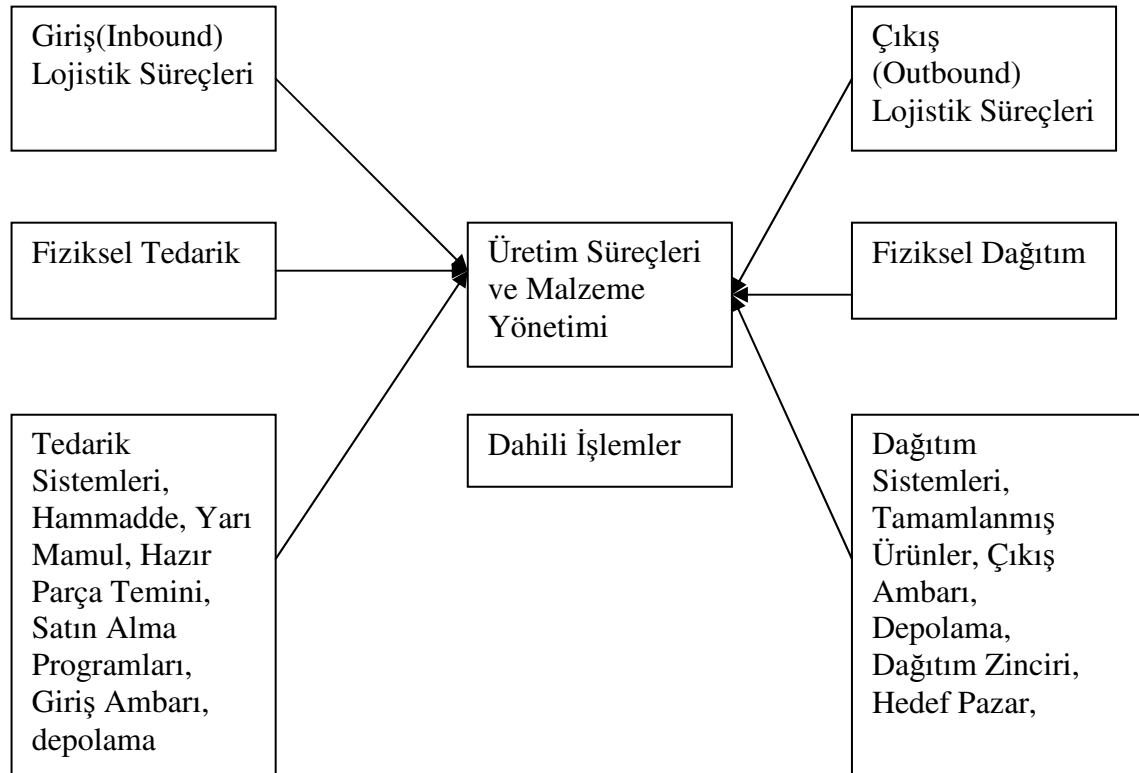 Giriş(Inbound)
Lojistik Süreçleri
Çıkış
(Outbound)
Lojistik Süreçleri
Fiziksel Tedarik
Üretim Süreçleri
ve Malzeme
Yönetimi
Fiziksel Dağıtım
Tedarik
Sistemleri,
Hammadde, Yarı
Mamul, Hazır
Parça Temini,
Satın Alma
Programları,
Giriş Ambarı,
depolama
Dahili İşlemler
Dağıtım
Sistemleri,
Tamamlanmış
Ürünler, Çıkış
Ambarı,
Depolama,
Dağıtım Zinciri,
Hedef Pazar,